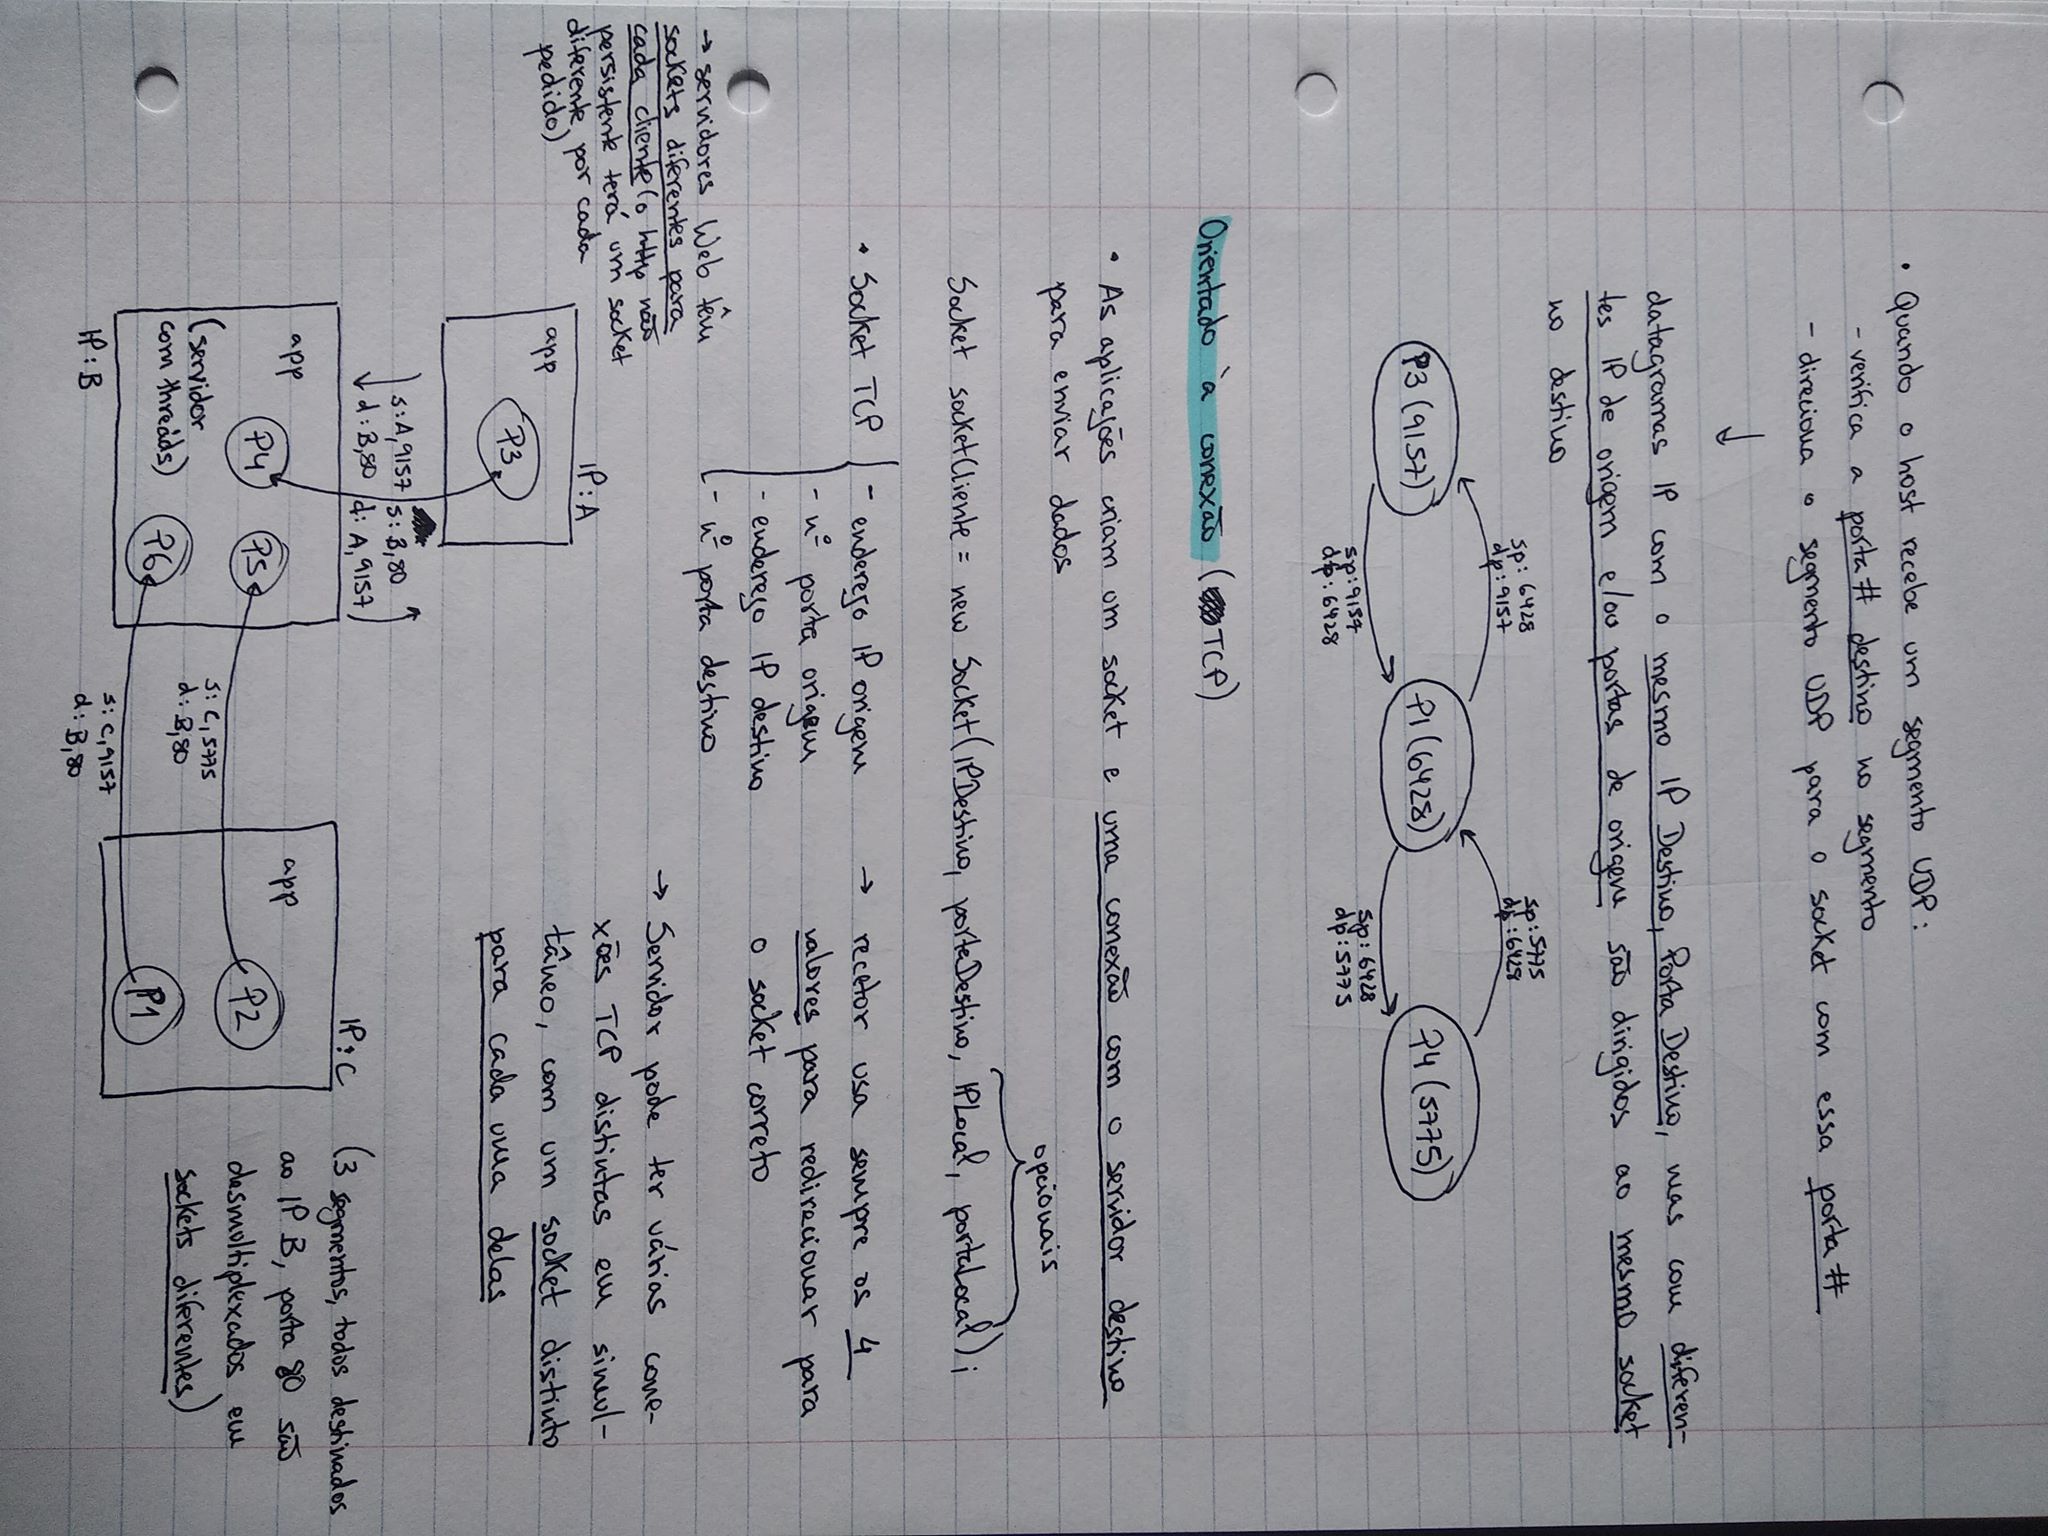 • Quando o host recebe um segmento UDP:
- verifica a porta# destino no segmento
- direciona o segmento UDP para o socket com essa porta#
↓
datagramas IP com o mesmo IP Destino, Porta Destino, mas com diferen-
tes IP de origem e/ou portas de origem são dirigidos ao mesmo socket
no destino
sp: 6428
dp: 9157
sp: 5775
dp: 6428
P3 (9157)
P1 (6428)
P4 (5775)
sp: 9157
dp: 6428
sp: 6428
dp: 5775
Orientado à conexão (TCP)
• As aplicações criam um socket e uma conexão com o servidor destino
para enviar dados
opcionais
Socket socketCliente = new Socket(IPDestino, portaDestino, IPLocal, portaLocal);
• Socket TCP
- endereço IP origem
- nº porta origem
- endereço IP destino
- nº porta destino
→ recetor usa sempre os 4
valores para redirecionar para
o socket correto
→ Servidor pode ter várias cone-
xões TCP distintas em simul-
tâneo, com um socket distinto
para cada uma delas
→ servidores Web têm
sockets diferentes para
cada cliente (o http não
persistente terá um socket
diferente por cada
pedido)
IP: A
app
P3
s: A, 9157
d: B, 80
s: B, 80
d: A, 9157
app
P4
P5
(servidor
com threads)
P6
IP: B
s: C, 5775
d: B, 80
s: C, 9157
d: B, 80
IP: C
app
P2
P1
(3 segmentos, todos destinados
ao IP B, porta 80 são
desmultiplexados em
sockets diferentes)